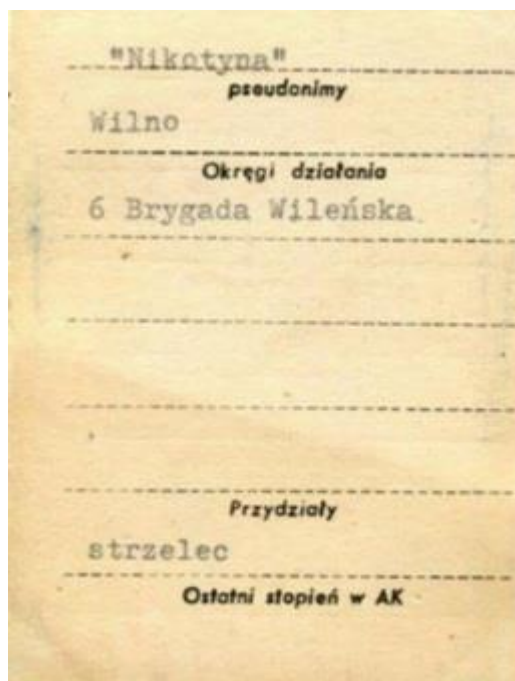 "Nikotyna"
pseudonimy
Wilno
Okręgi działania
6 Brygada Wileńska
Przydziały
strzelec
Ostatni stopień w AK